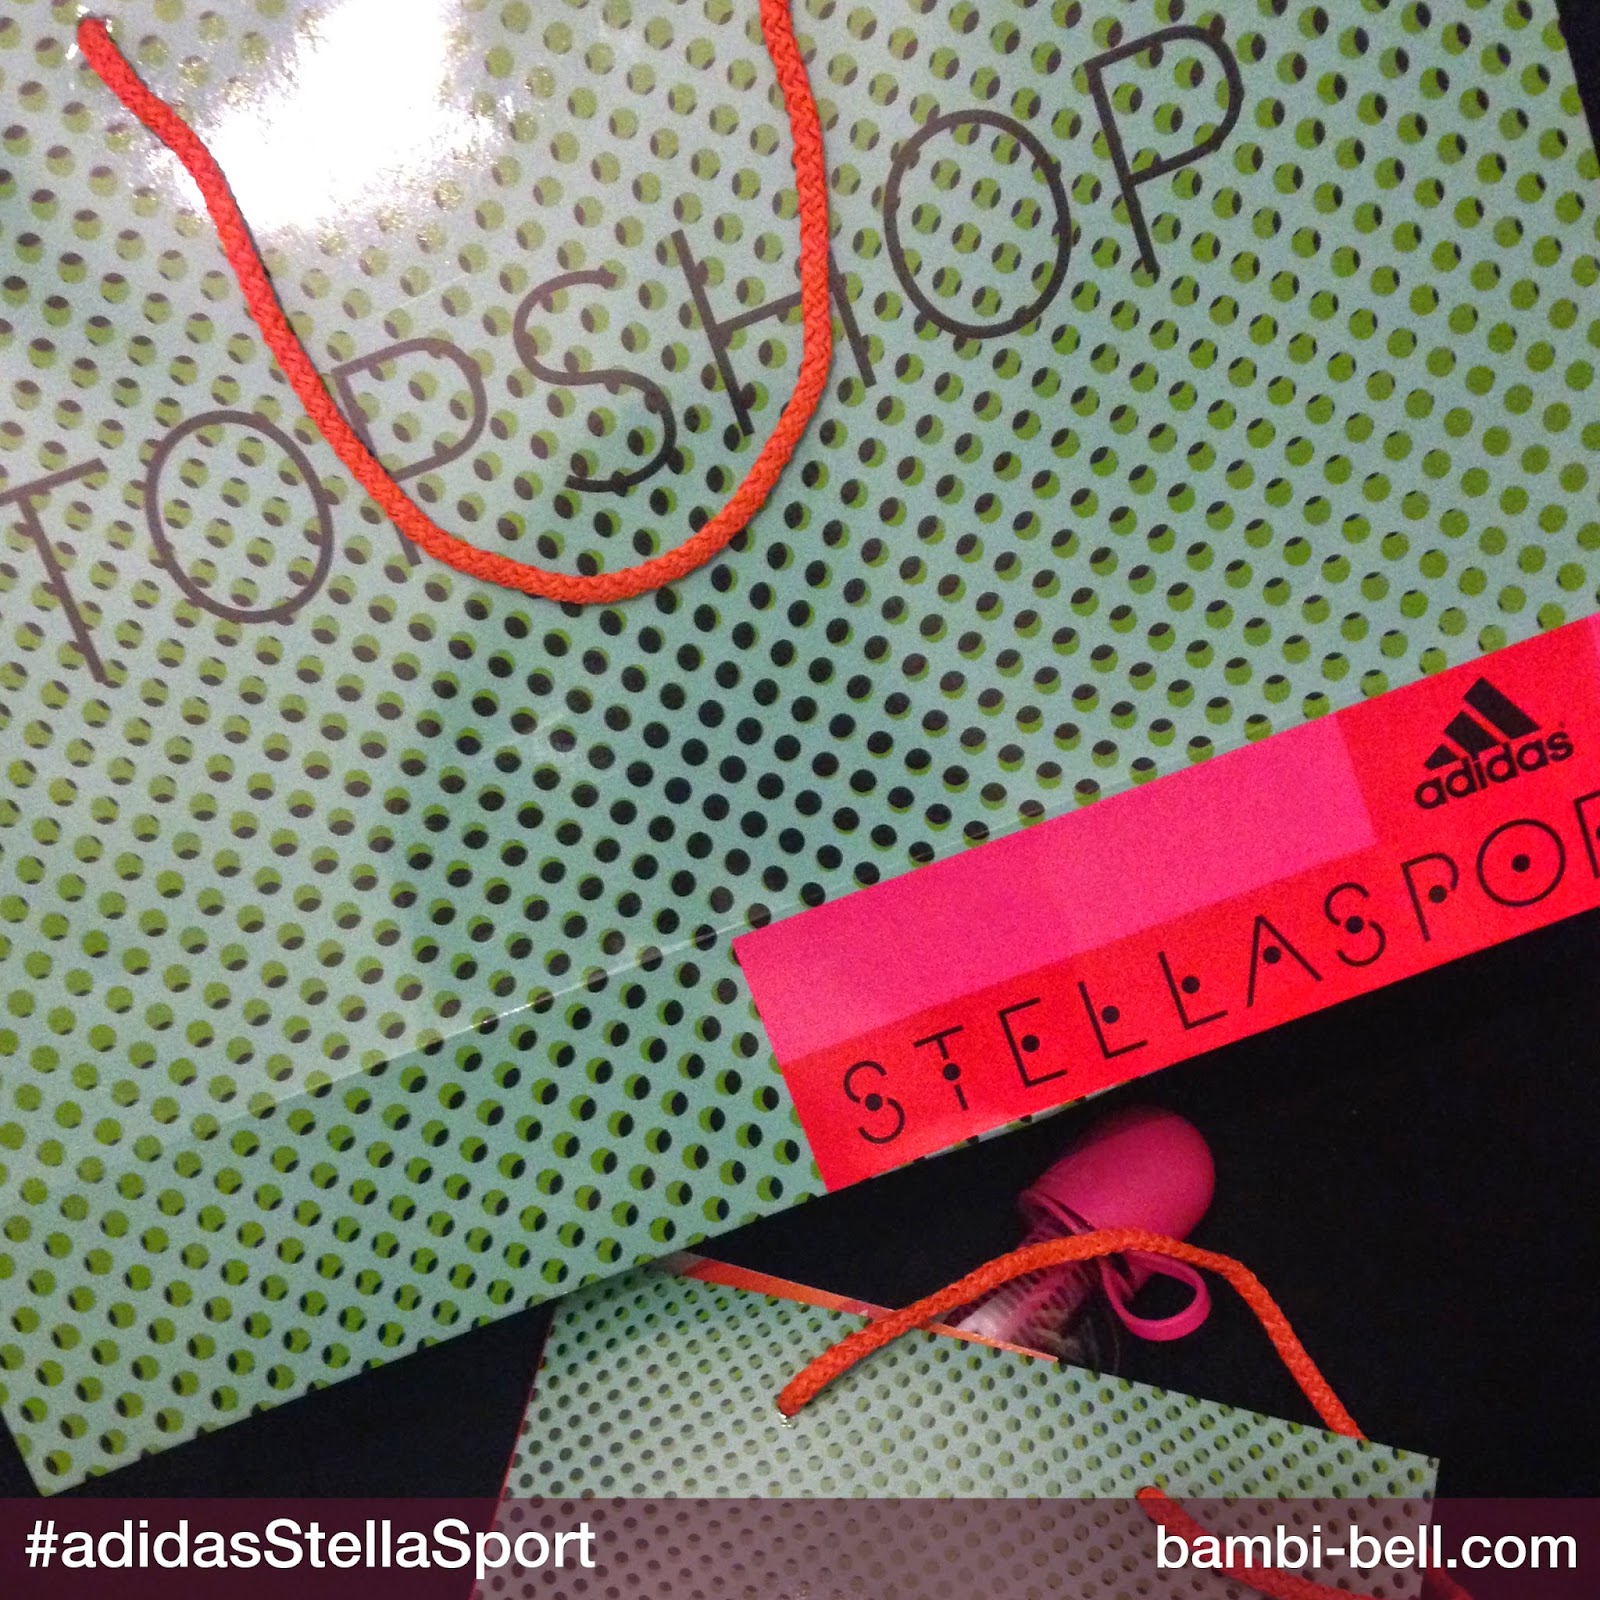 TOPSHOP
adidas
STELLASPOR
#adidasStellaSport
bambi-bell.com